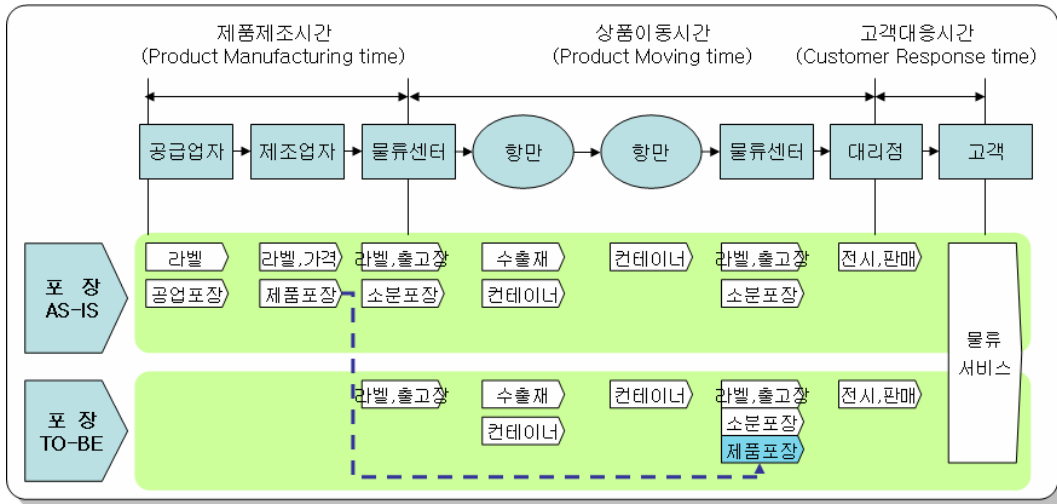 제품제조시간
(Product Manufacturing time)
상품이동시간
(Product Moving time)
고객대응시간
(Customer Response time)
공급업자
제조업자
물류센터
항만
항만
물류센터
대리점
고객
포 장
AS-IS
라벨
라벨,가격
라벨,출고장
수출재
컨테이너
라벨,출고장
전시,판매
공업포장
제품포장
소분포장
컨테이너
소분포장
물류
서비스
포 장
TO-BE
라벨,출고장
수출재
컨테이너
라벨,출고장
전시,판매
컨테이너
소분포장
제품포장